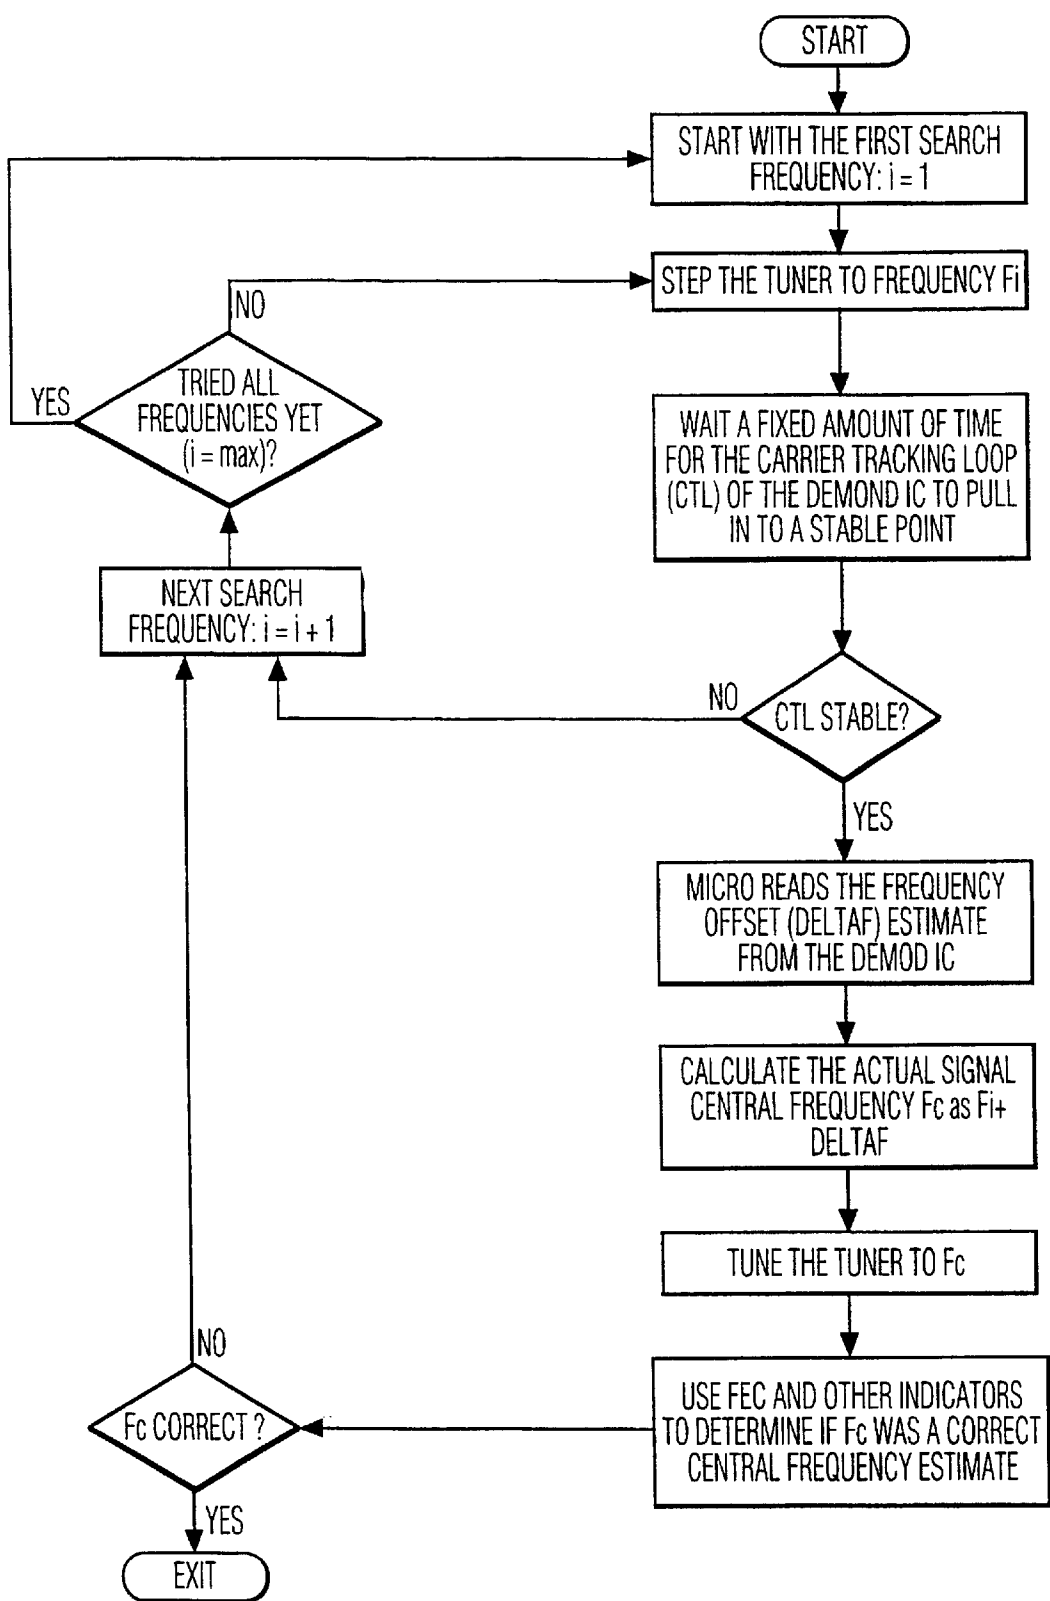 START
START WITH THE FIRST SEARCH
FREQUENCY: i = 1
STEP THE TUNER TO FREQUENCY Fi
NO
YES
TRIED ALL
FREQUENCIES YET
(i = max)?
WAIT A FIXED AMOUNT OF TIME
FOR THE CARRIER TRACKING LOOP
(CTL) OF THE DEMOND IC TO PULL
IN TO A STABLE POINT
NEXT SEARCH
FREQUENCY: i = i + 1
NO
CTL STABLE?
YES
MICRO READS THE FREQUENCY
OFFSET (DELTAF) ESTIMATE
FROM THE DEMOD IC
CALCULATE THE ACTUAL SIGNAL
CENTRAL FREQUENCY Fc as Fi+
DELTAF
TUNE THE TUNER TO Fc
USE FEC AND OTHER INDICATORS
TO DETERMINE IF Fc WAS A CORRECT
CENTRAL FREQUENCY ESTIMATE
NO
Fc CORRECT ?
YES
EXIT